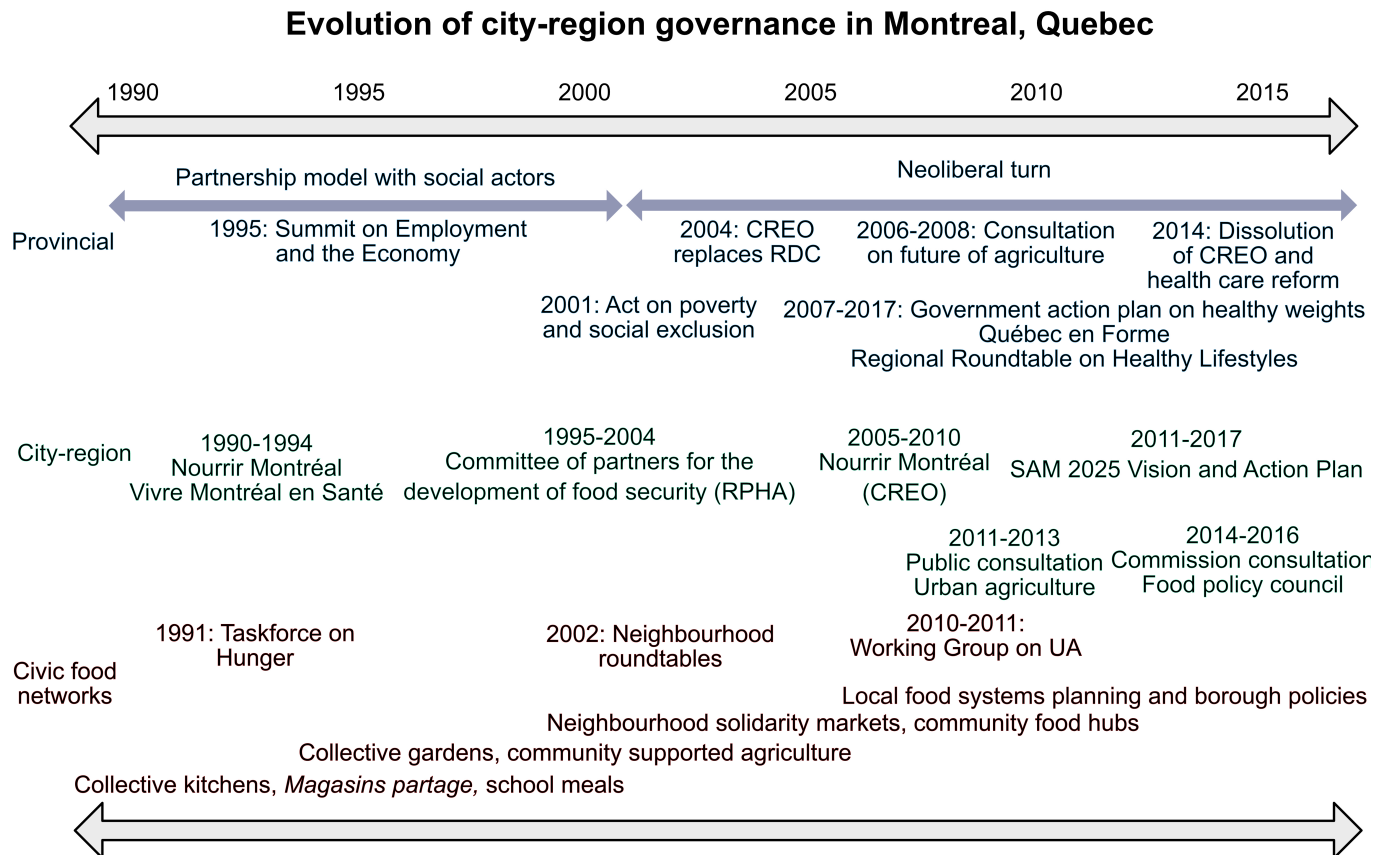 Evolution of city-region governance in Montreal, Quebec
1990 1995 2000 2005 2010 2015
Partnership model with social actors
Neoliberal turn
Provincial
1995: Summit on Employment
and the Economy
2004: CREO
replaces RDC
2006-2008: Consultation
on future of agriculture
2014: Dissolution
of CREO and
health care reform
2001: Act on poverty
and social exclusion
2007-2017: Government action plan on healthy weights
Québec en Forme
Regional Roundtable on Healthy Lifestyles
City-region
1990-1994
Nourrir Montréal
Vivre Montréal en Santé
1995-2004
Committee of partners for the
development of food security (RPHA)
2005-2010
Nourrir Montréal
(CREO)
2011-2017
SAM 2025 Vision and Action Plan
2011-2013
Public consultation
Urban agriculture
2014-2016
Commission consultation
Food policy council
Civic food
networks
1991: Taskforce on
Hunger
2002: Neighbourhood
roundtables
2010-2011:
Working Group on UA
Local food systems planning and borough policies
Neighbourhood solidarity markets, community food hubs
Collective gardens, community supported agriculture
Collective kitchens, Magasins partage, school meals